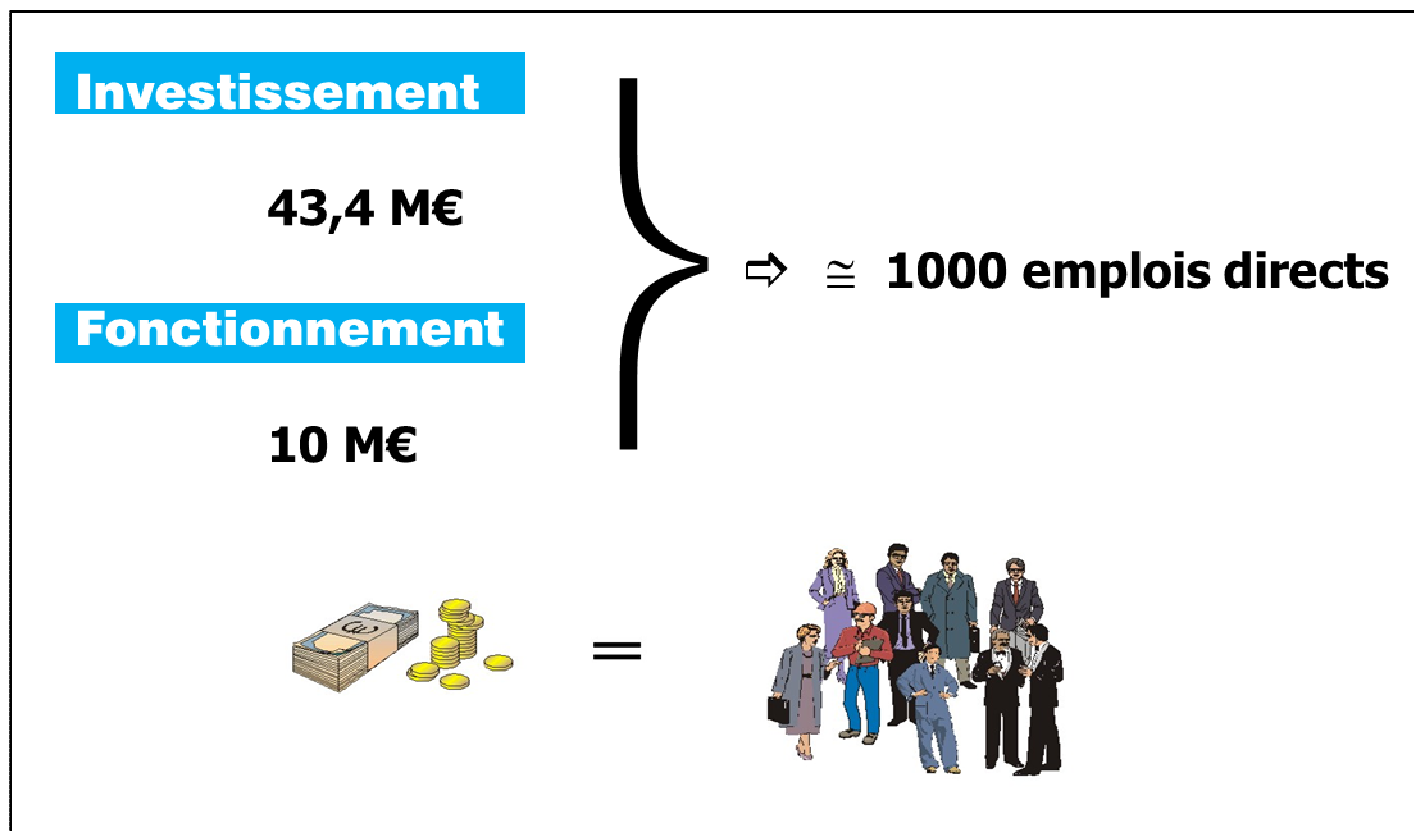 Investissement
43,4 M€
⇨ ≅ 1000 emplois directs
Fonctionnement
10 M€
=